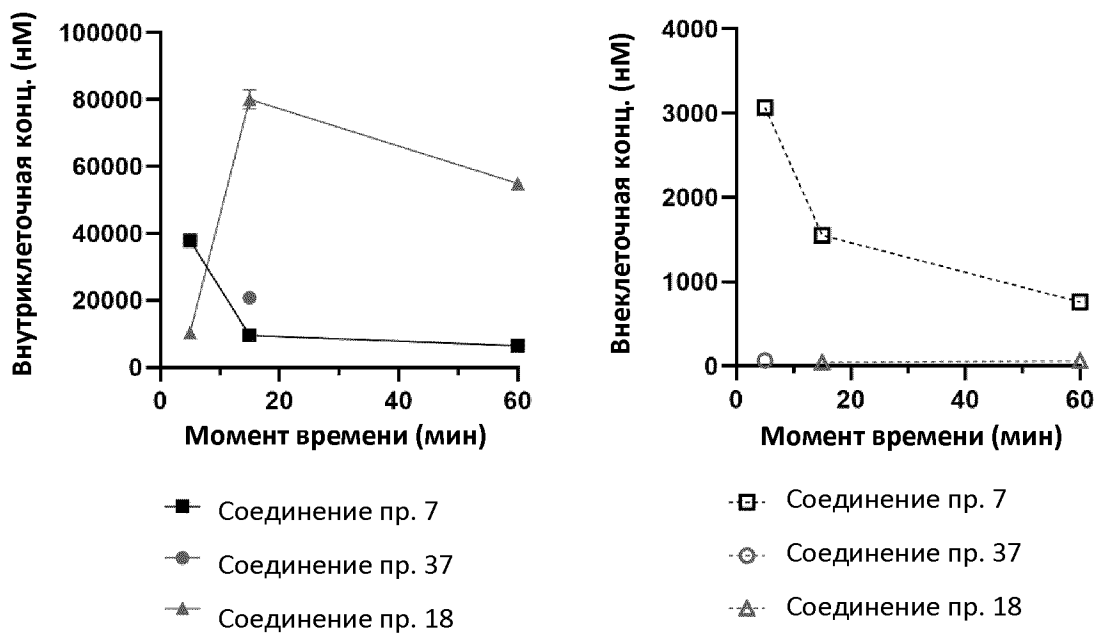 Внутриклеточная конц. (нМ)
100000
80000
60000
40000
20000
0
0 20 40 60
Момент времени (мин)
Соединение пр. 7
Соединение пр. 37
Соединение пр. 18
Внеклеточная конц. (нМ)
4000
3000
2000
1000
0
0 20 40 60
Момент времени (мин)
Соединение пр. 7
Соединение пр. 37
Соединение пр. 18